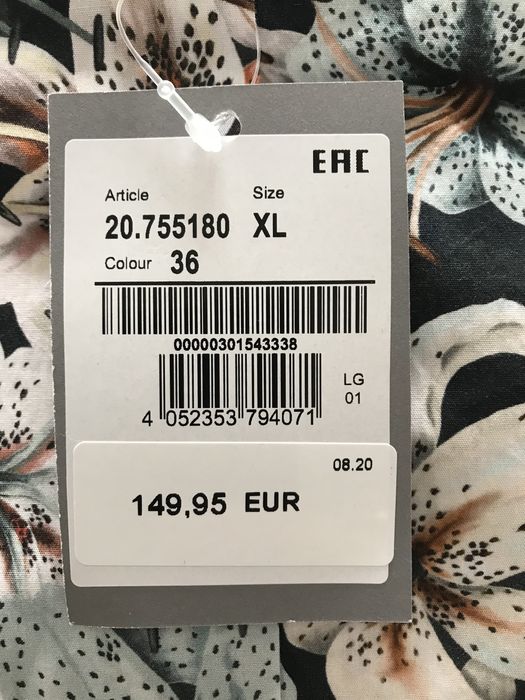 EAC
Article Size
20.755180 XL
Colour 36
00000301543338
LG
01
4 052353 794071
08.20
149,95 EUR